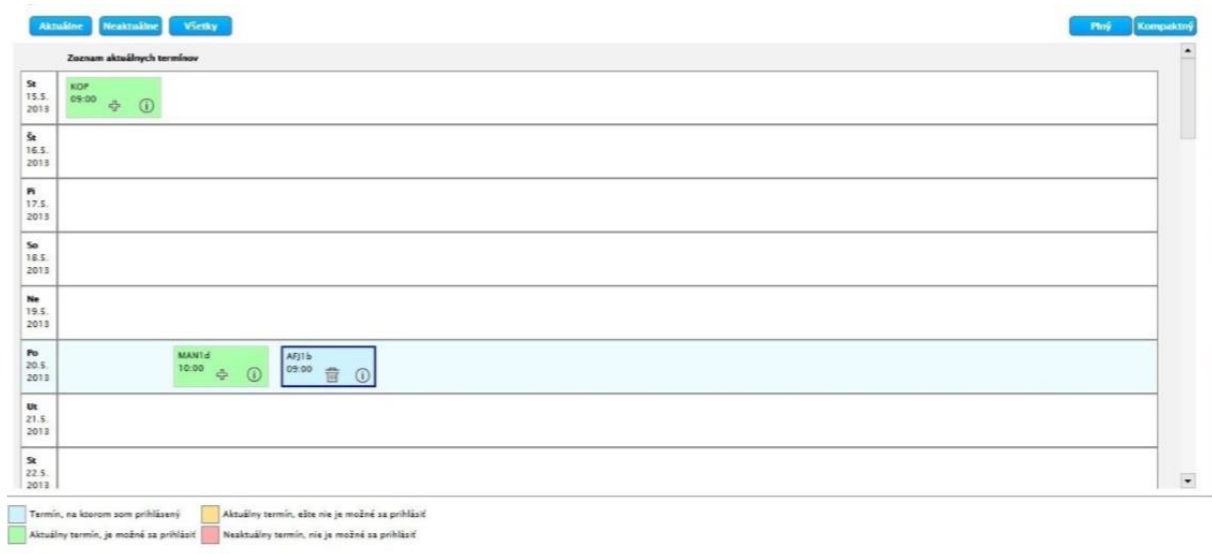 Aktuálne Neaktuálne Všetky Plný Kompaktný
Zoznam aktuálnych termínov
St
15.5.
2013
KOP
09:00
Št
16.5.
2013
Pi
17.5.
2013
So
18.5.
2013
Ne
19.5.
2013
Po
20.5.
2013
MAN1d
10:00
AFJ1b
09:00
Ut
21.5.
2013
St
22.5.
2013
Termín, na ktorom som prihlásený
Aktuálny termín, ešte nie je možné sa prihlásiť
Aktuálny termín, je možné sa prihlásiť
Neaktuálny termín, nie je možné sa prihlásiť